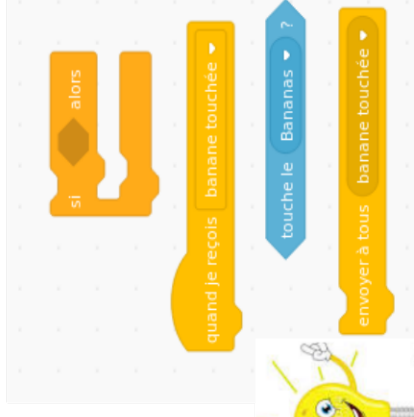 si alors
quand je reçois banane touchée
touche le Bananas ?
envoyer à tous banane touchée